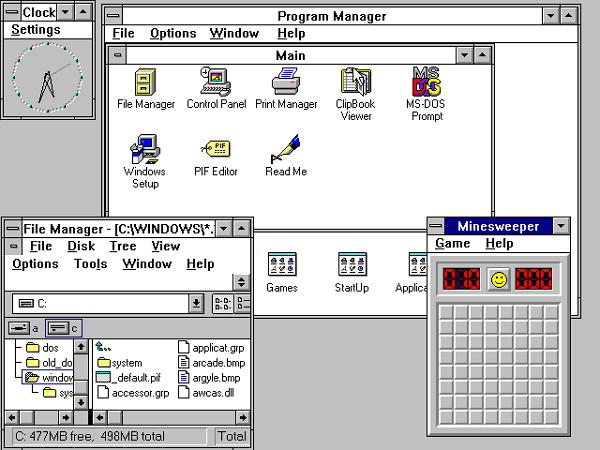 Clock
Settings
Program Manager
File Options Window Help
Main
File Manager
Control Panel
Print Manager
ClipBook
Viewer
MS-DOS
Prompt
MS
DOS
Windows
Setup
PIF
PIF Editor
Read Me
Games
StartUp
Applica
File Manager - [C:\WINDOWS\*.
File Disk Tree View
Options Tools Window Help
C:
a
c
dos
old_do
window
sys
system
_default.pif
accessor.grp
applicat.grp
arcade.bmp
argyle.bmp
awcas.dll
C: 477MB free, 498MB total
Total
Minesweeper
Game Help